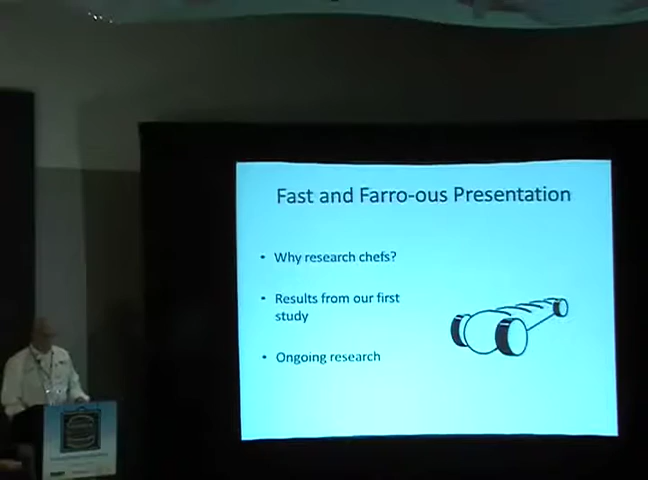 Fast and Farro-ous Presentation
• Why research chefs?
• Results from our first
study
• Ongoing research